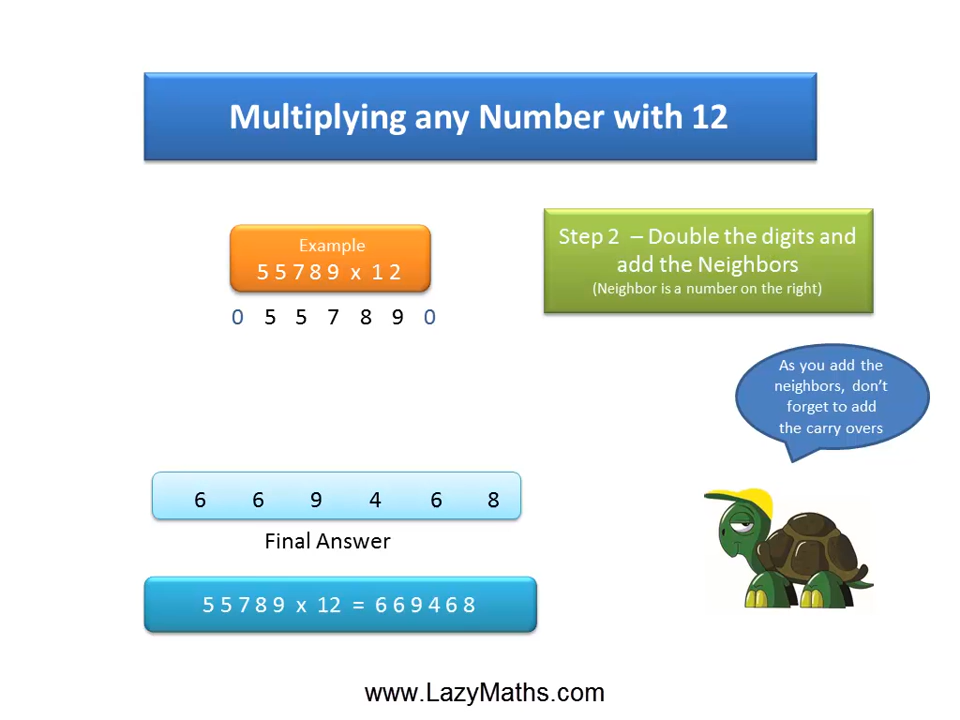 Multiplying any Number with 12
Example
5 5 7 8 9 x 1 2
0 5 5 7 8 9 0
Step 2 – Double the digits and
add the Neighbors
(Neighbor is a number on the right)
As you add the
neighbors, don't
forget to add
the carry overs
6 6 9 4 6 8
Final Answer
5 5 7 8 9 x 12 = 6 6 9 4 6 8
www.LazyMaths.com